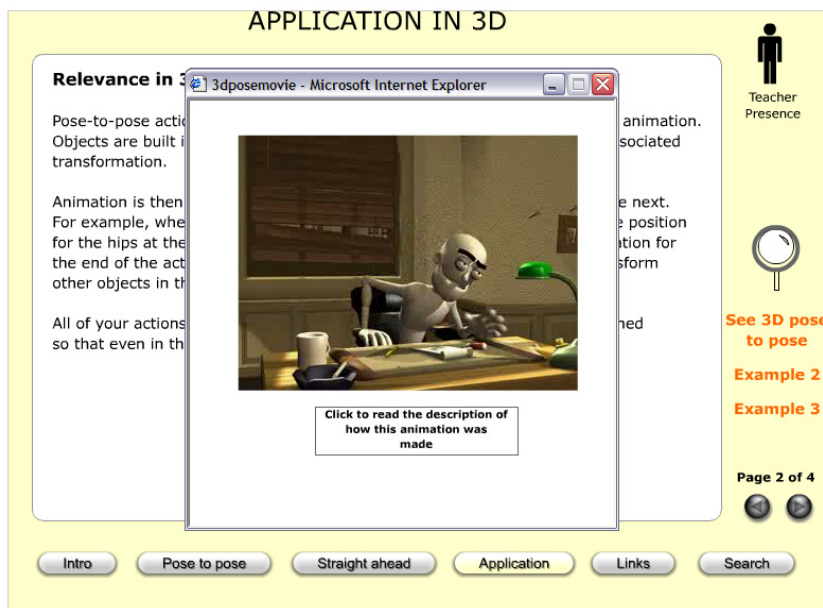 APPLICATION IN 3D
Relevance in 3
3dposemovie - Microsoft Internet Explorer
Teacher
Presence
Pose-to-pose actio
animation.
Objects are built i
sociated
transformation.
Animation is then
e next.
For example, whe
e position
for the hips at the
ation for
the end of the act
sform
other objects in th
All of your actions
ned
so that even in th
Click to read the description of
how this animation was
made
See 3D pose
to pose
Example 2
Example 3
Page 2 of 4
Intro
Pose to pose
Straight ahead
Application
Links
Search